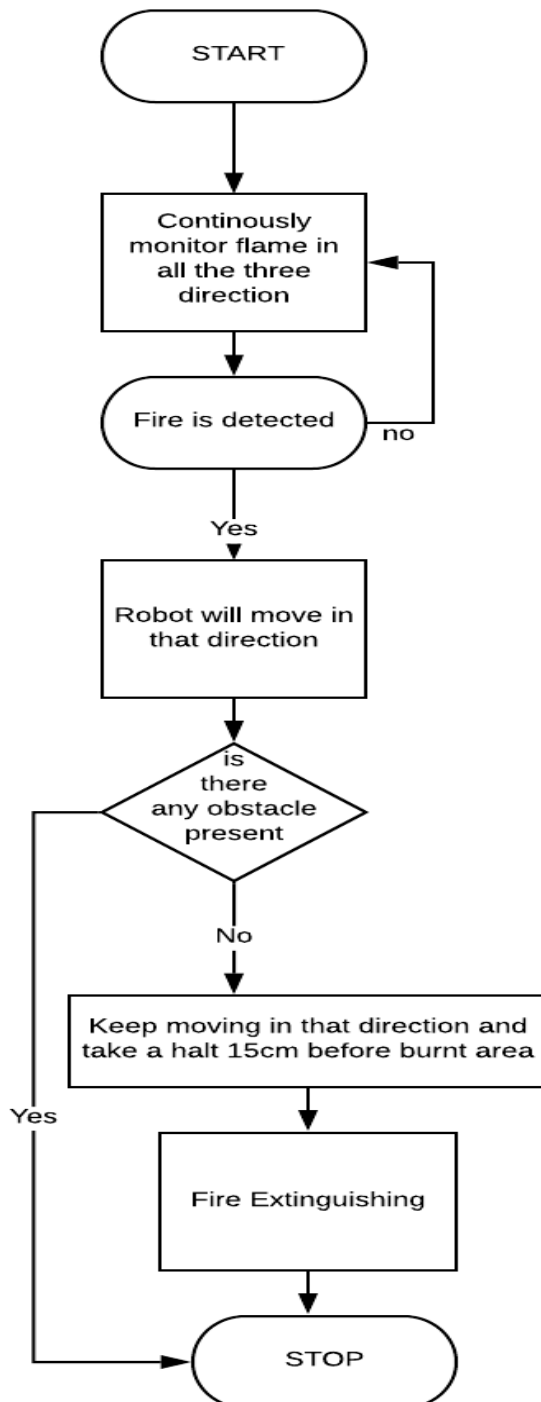 START
Continously
monitor flame in
all the three
direction
Fire is detected
no
Yes
Robot will move in
that direction
is
there
any obstacle
present
No
Keep moving in that direction and
take a halt 15cm before burnt area
Yes
Fire Extinguishing
STOP